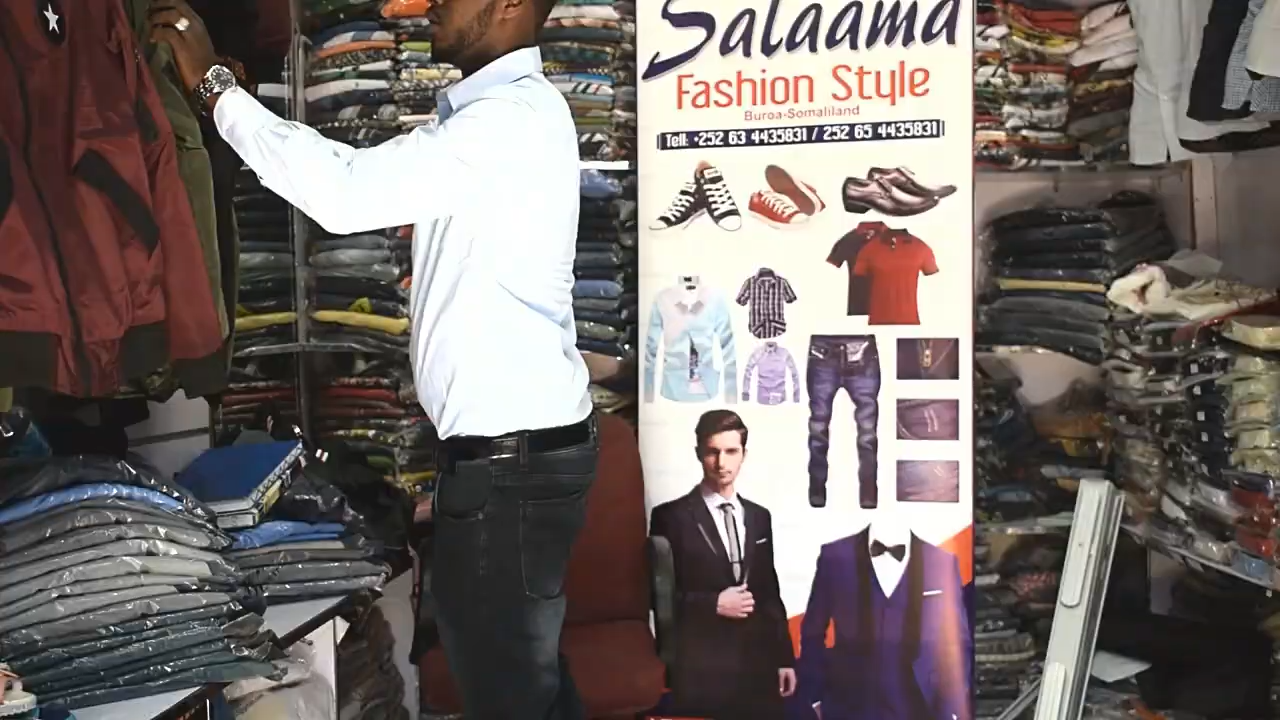 Salaama
Fashion Style
Buroa-Somaliland
Tell: +252 63 4435831 / 252 65 4435831